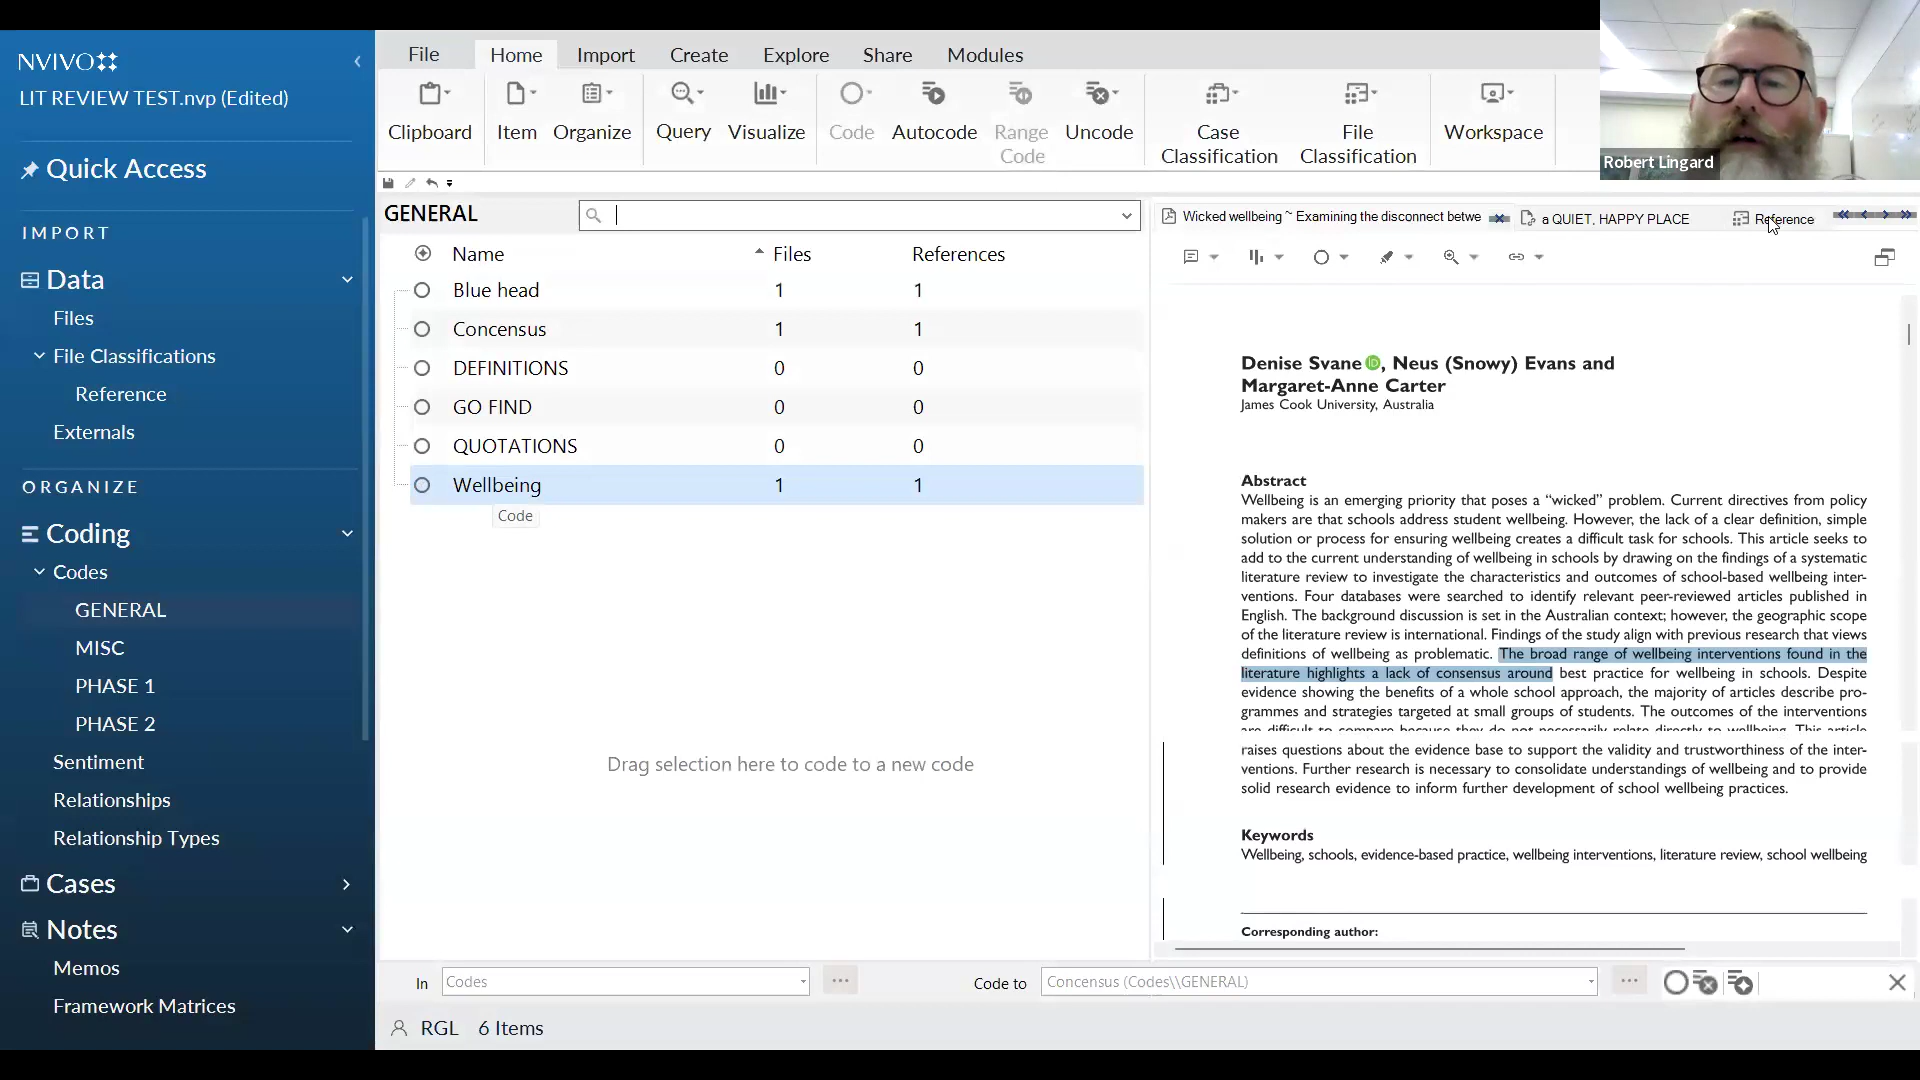 NVIVO
LIT REVIEW TEST.nvp (Edited)
Quick Access
IMPORT
Data
Files
File Classifications
Reference
Externals
ORGANIZE
Coding
Codes
GENERAL
MISC
PHASE 1
PHASE 2
Sentiment
Relationships
Relationship Types
Cases
Notes
Memos
Framework Matrices
File Home Import Create Explore Share Modules
Clipboard Item Organize Query Visualize Code Autocode Range Code Uncode Case Classification File Classification Workspace
Robert Lingard
GENERAL
Name Files References
Blue head 1 1
Concensus 1 1
DEFINITIONS 0 0
GO FIND 0 0
QUOTATIONS 0 0
Wellbeing 1 1
Code
Drag selection here to code to a new code
Wicked wellbeing ~ Examining the disconnect betwe a QUIET, HAPPY PLACE Reference
Denise Svane iD, Neus (Snowy) Evans and
Margaret-Anne Carter
James Cook University, Australia
Abstract
Wellbeing is an emerging priority that poses a “wicked” problem. Current directives from policy
makers are that schools address student wellbeing. However, the lack of a clear definition, simple
solution or process for ensuring wellbeing creates a difficult task for schools. This article seeks to
add to the current understanding of wellbeing in schools by drawing on the findings of a systematic
literature review to investigate the characteristics and outcomes of school-based wellbeing inter-
ventions. Four databases were searched to identify relevant peer-reviewed articles published in
English. The background discussion is set in the Australian context; however, the geographic scope
of the literature review is international. Findings of the study align with previous research that views
definitions of wellbeing as problematic. The broad range of wellbeing interventions found in the
literature highlights a lack of consensus around best practice for wellbeing in schools. Despite
evidence showing the benefits of a whole school approach, the majority of articles describe pro-
grammes and strategies targeted at small groups of students. The outcomes of the interventions
are difficult to compare because they do not necessarily relate directly to wellbeing. This article
raises questions about the evidence base to support the validity and trustworthiness of the inter-
ventions. Further research is necessary to consolidate understandings of wellbeing and to provide
solid research evidence to inform further development of school wellbeing practices.
Keywords
Wellbeing, schools, evidence-based practice, wellbeing interventions, literature review, school wellbeing
Corresponding author:
In Codes ... Code to Concensus (Codes\\GENERAL) ...
RGL 6 Items